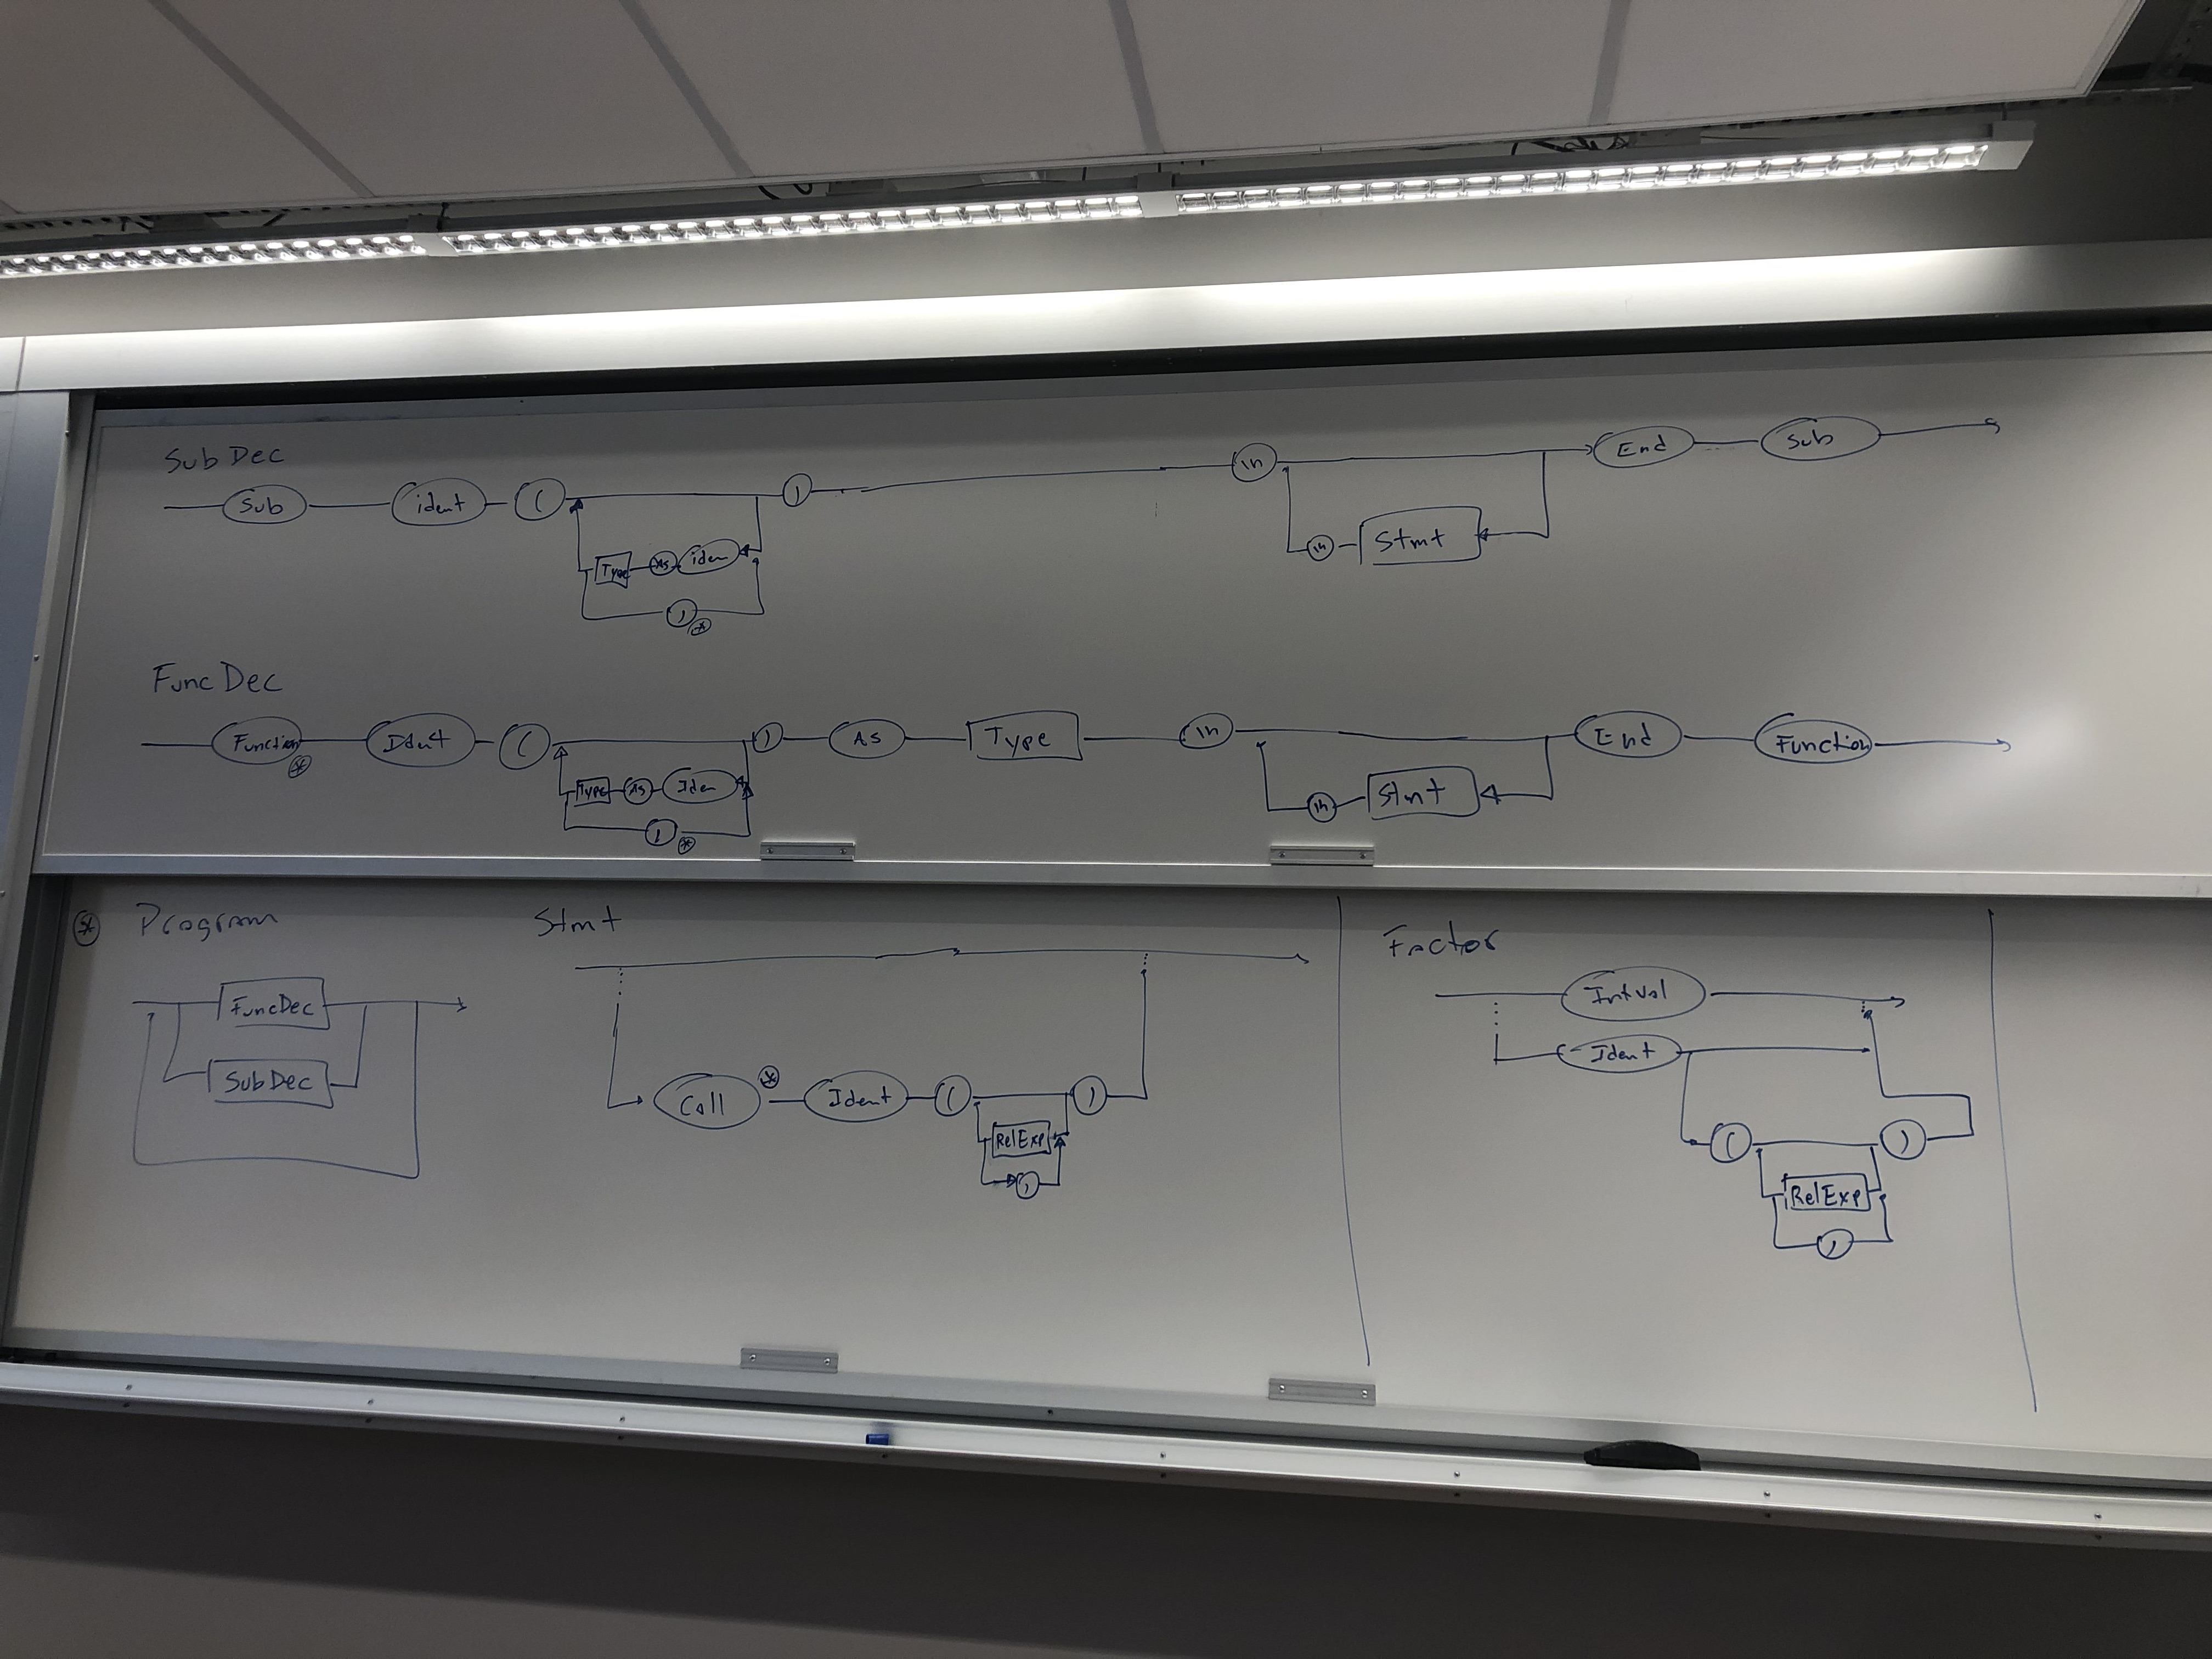 Sub Dec
Sub ident ( ) \n End Sub
Type As iden \n Stmt
, *
Func Dec
Function Ident ( ) As Type \n End Function
*
Type As Iden \n Stmt
, *
* Program
FuncDec
SubDec
Stmt
Call * Ident ( )
RelExp
,
Factor
IntVal
Ident
( )
RelExp
,